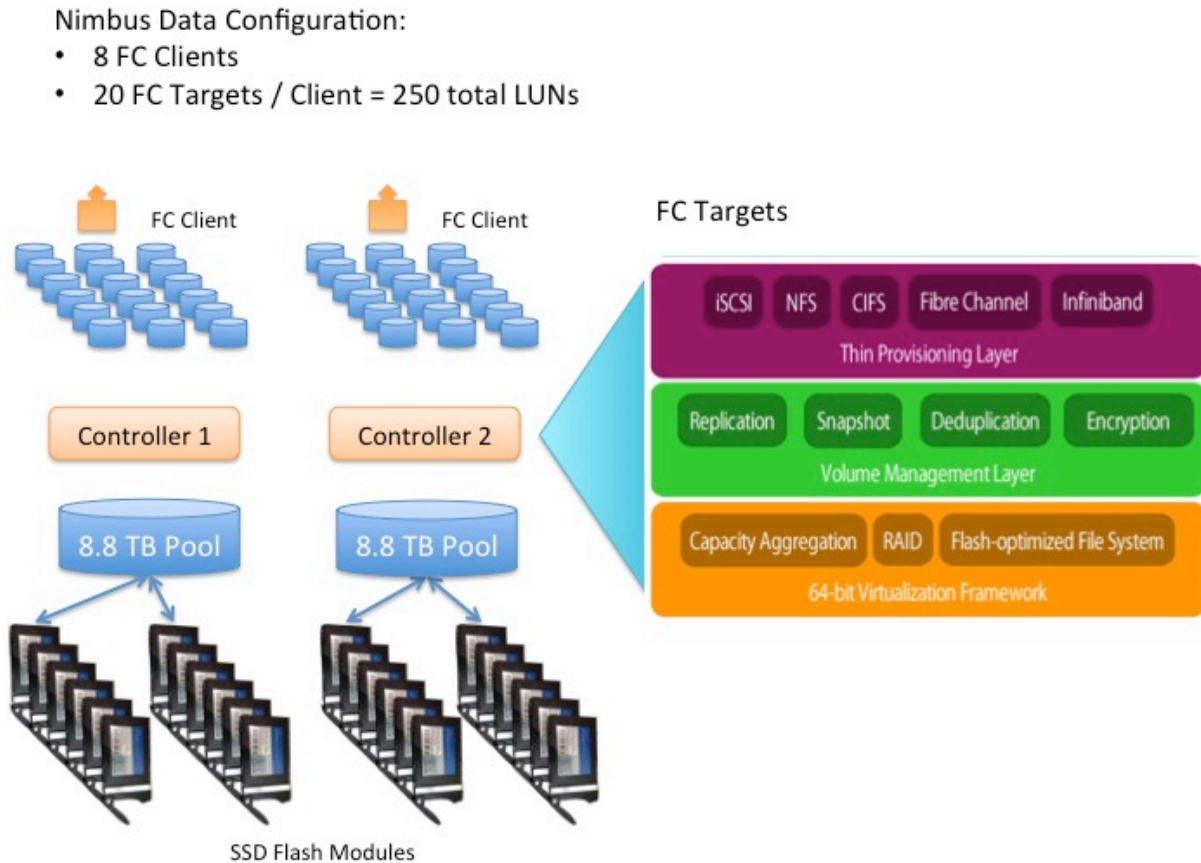 Nimbus Data Configuration:
• 8 FC Clients
• 20 FC Targets / Client = 250 total LUNs
FC Client
FC Client
FC Targets
iSCSI NFS CIFS Fibre Channel Infiniband
Thin Provisioning Layer
Controller 1
Controller 2
Replication Snapshot Deduplication Encryption
Volume Management Layer
8.8 TB Pool
8.8 TB Pool
Capacity Aggregation RAID Flash-optimized File System
64-bit Virtualization Framework
SSD Flash Modules